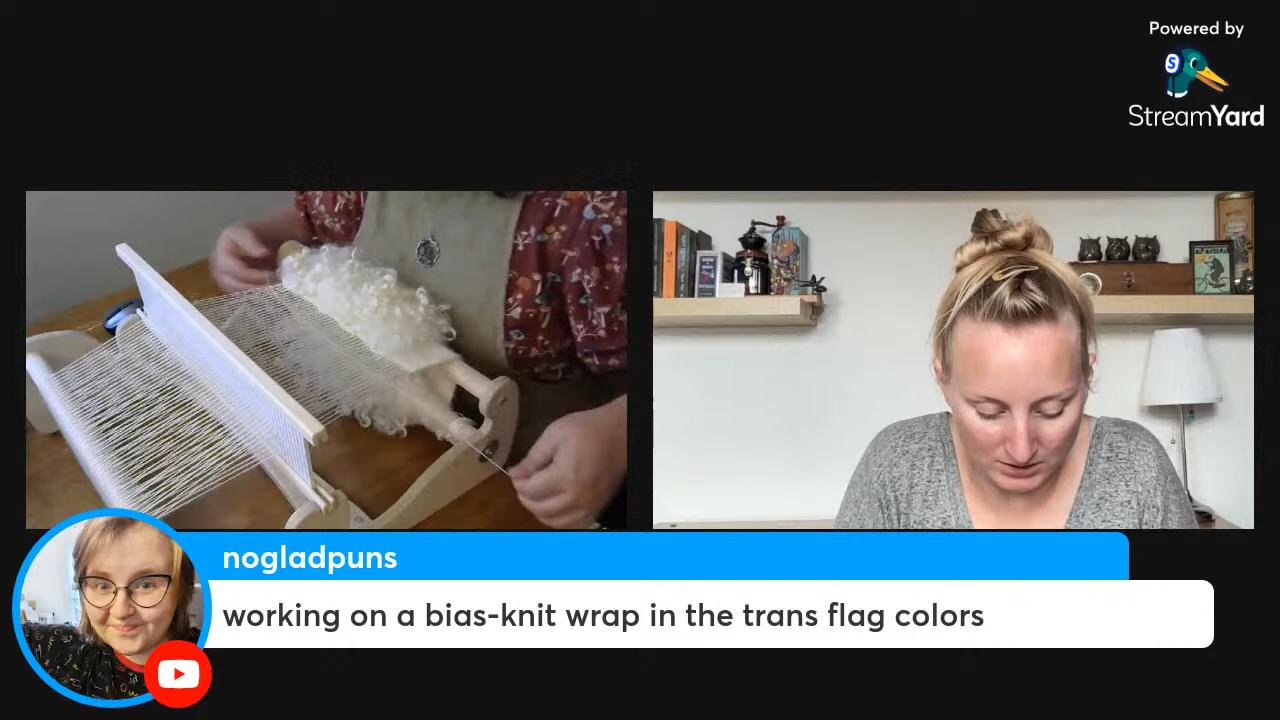 Powered by
S
StreamYard
nogladpuns
working on a bias-knit wrap in the trans flag colors